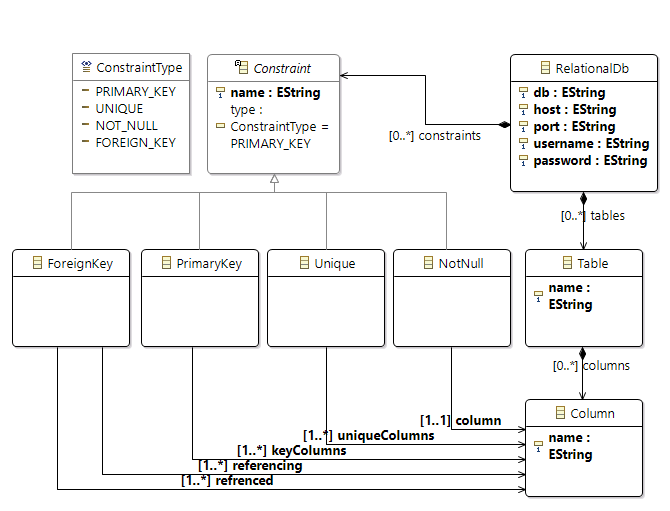 ConstraintType
PRIMARY_KEY
UNIQUE
NOT_NULL
FOREIGN_KEY
Constraint
name : EString
type :
ConstraintType =
PRIMARY_KEY
RelationalDb
db : EString
host : EString
port : EString
username : EString
password : EString
[0..*] constraints
[0..*] tables
ForeignKey
PrimaryKey
Unique
NotNull
Table
name :
EString
[0..*] columns
Column
name :
EString
[1..1] column
[1..*] uniqueColumns
[1..*] keyColumns
[1..*] referencing
[1..*] refrenced